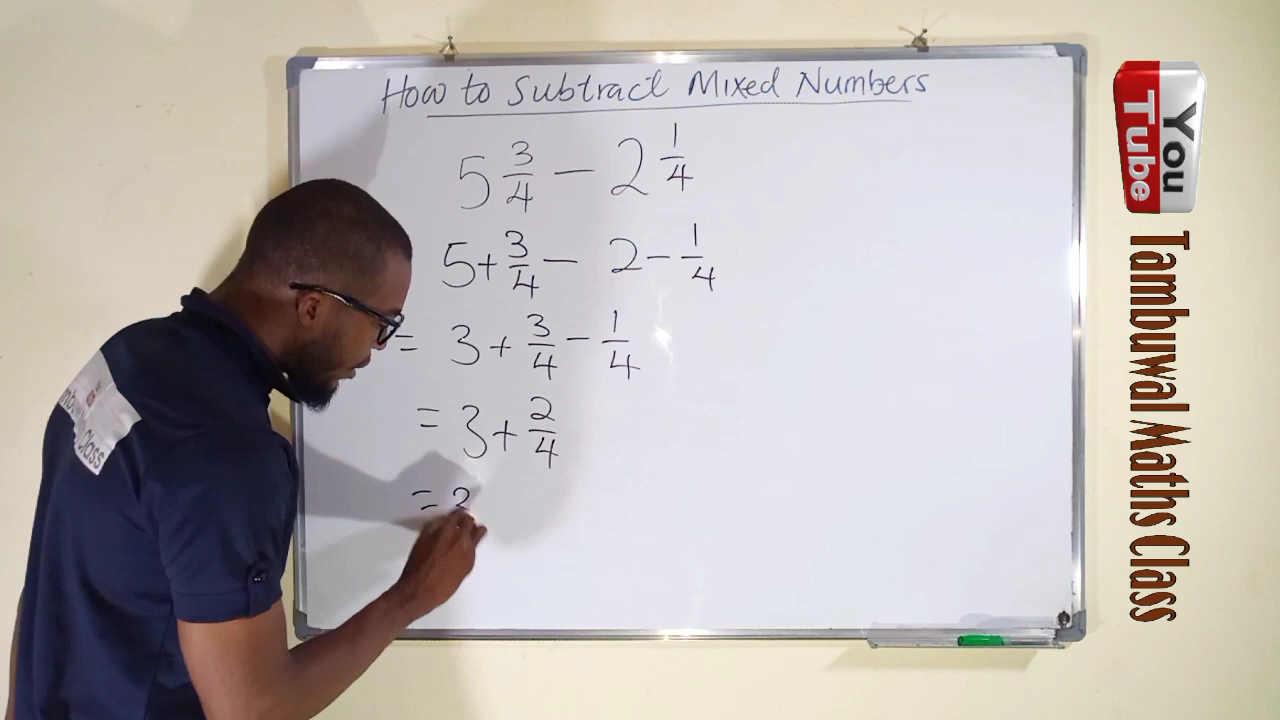 How to Subtract Mixed Numbers
5 3/4 − 2 1/4
5 + 3/4 − 2 − 1/4
= 3 + 3/4 − 1/4
= 3 + 2/4
= 3
You Tube
Tambuwal Maths Class
Class